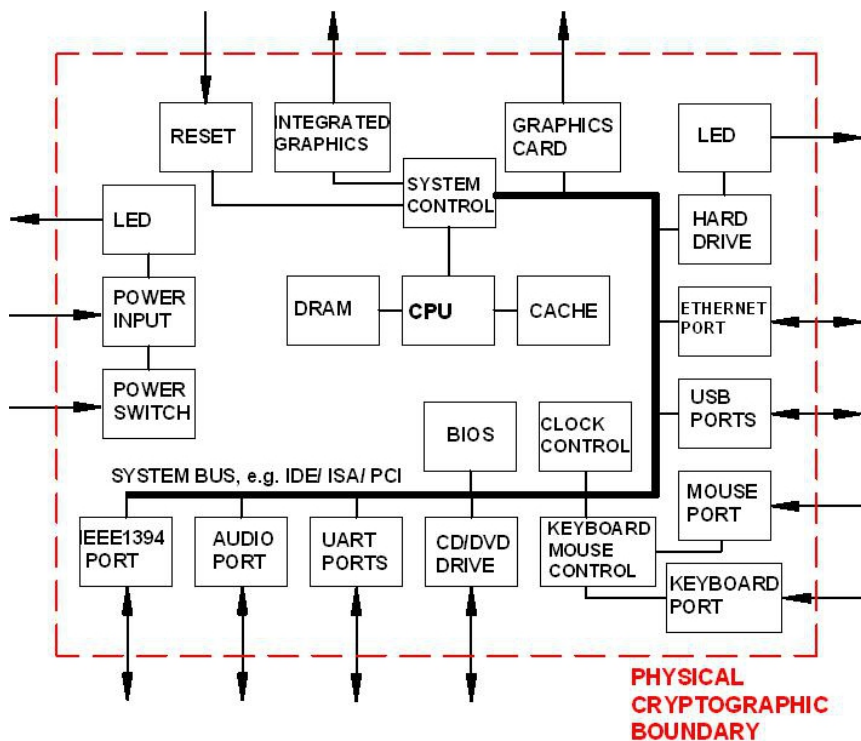 RESET
INTEGRATED
GRAPHICS
GRAPHICS
CARD
LED
SYSTEM
CONTROL
LED
HARD
DRIVE
POWER
INPUT
DRAM
CPU
CACHE
ETHERNET
PORT
POWER
SWITCH
USB
PORTS
BIOS
CLOCK
CONTROL
SYSTEM BUS, e.g. IDE/ ISA/ PCI
MOUSE
PORT
IEEE1394
PORT
AUDIO
PORT
UART
PORTS
CD/DVD
DRIVE
KEYBOARD
MOUSE
CONTROL
KEYBOARD
PORT
PHYSICAL
CRYPTOGRAPHIC
BOUNDARY